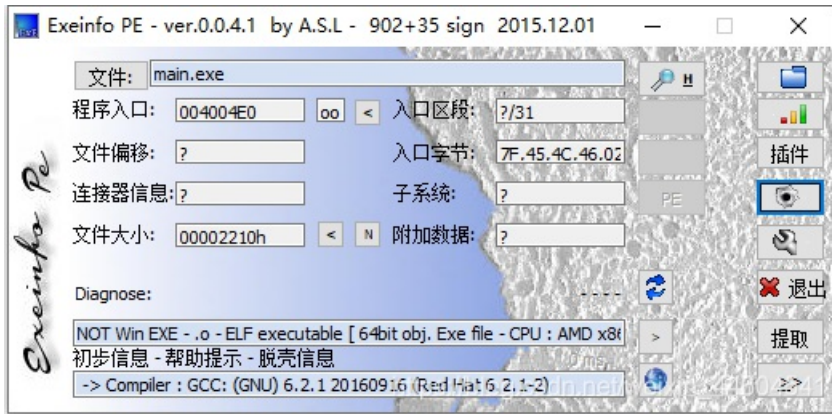 Exeinfo PE - ver.0.0.4.1 by A.S.L - 902+35 sign 2015.12.01
文件: main.exe
H
程序入口: 004004E0 oo < 入口区段: ?/31
文件偏移: ? 入口字节: 7F.45.4C.46.02 插件
连接器信息: ? 子系统: ? PE
文件大小: 00002210h < N 附加数据: ?
Exeinfo Pe
Diagnose: ---- 退出
NOT Win EXE - .o - ELF executable [ 64bit obj. Exe file - CPU : AMD x86 > 提取
初步信息 - 帮助提示 - 脱壳信息
-> Compiler : GCC: (GNU) 6.2.1 20160916 (Red Hat 6.2.1-2) >>